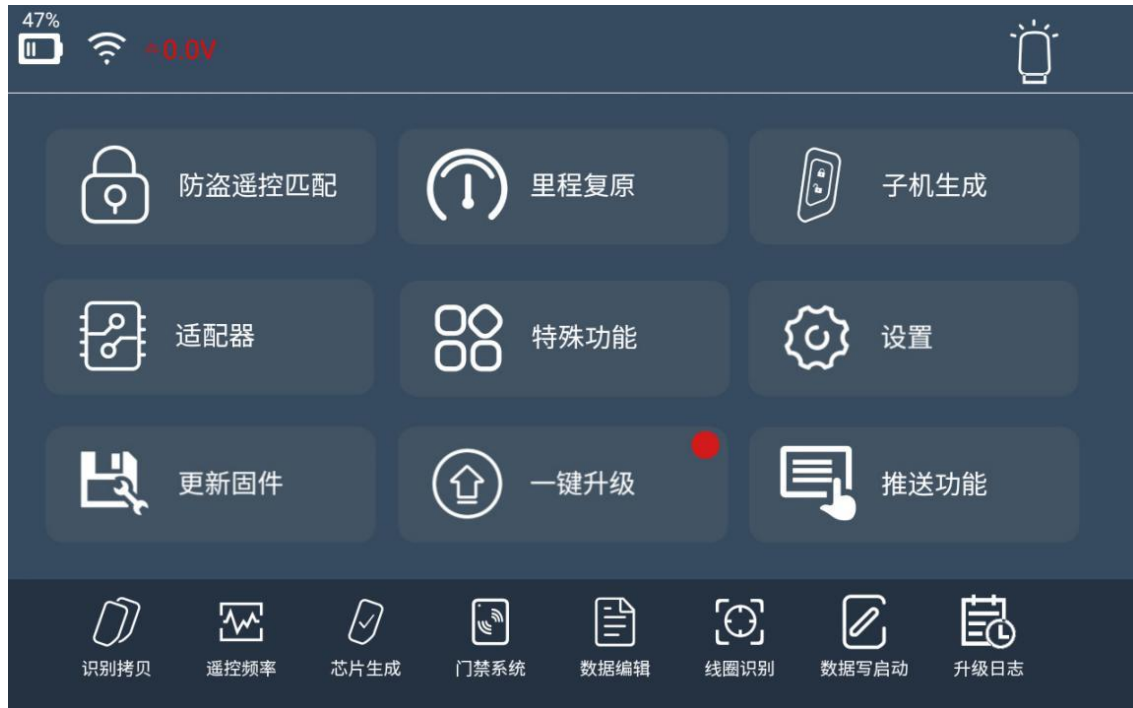 47%
0.0V
防盗遥控匹配
里程复原
子机生成
适配器
特殊功能
设置
更新固件
一键升级
推送功能
识别拷贝
遥控频率
芯片生成
门禁系统
数据编辑
线圈识别
数据写启动
升级日志